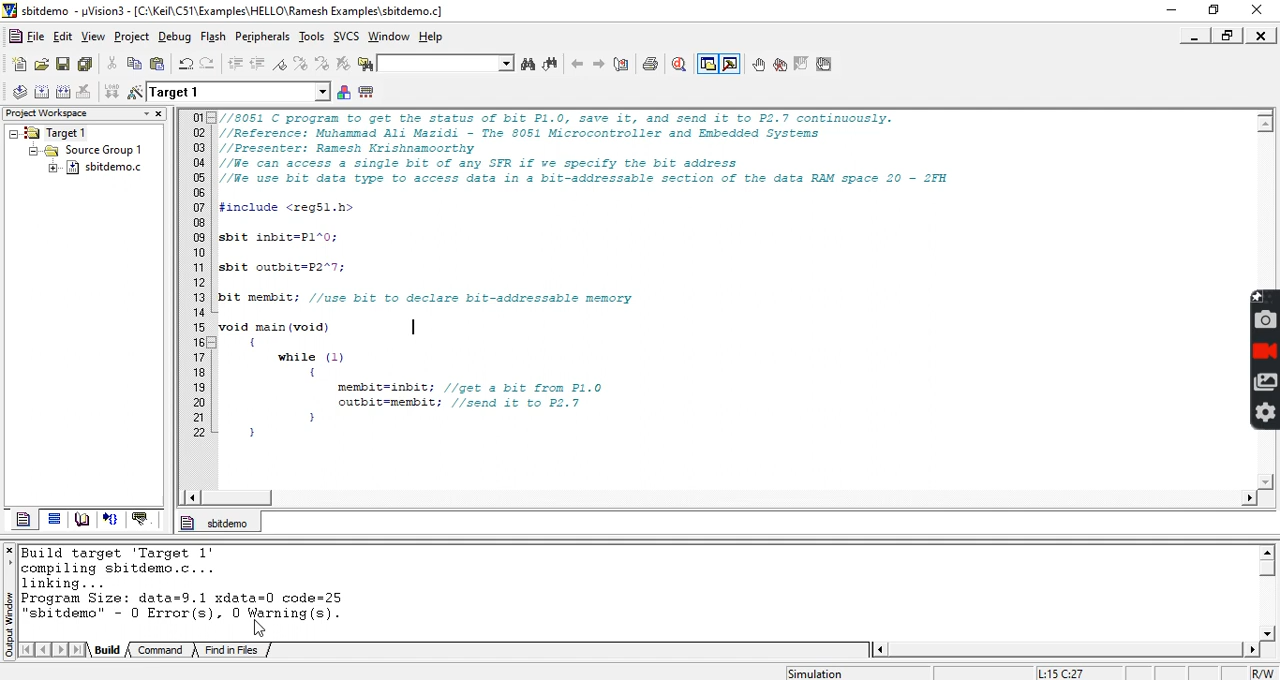 sbitdemo - µVision3 - [C:\Keil\C51\Examples\HELLO\Ramesh Examples\sbitdemo.c]
File Edit View Project Debug Flash Peripherals Tools SVCS Window Help
LOAD Target 1
Project Workspace
Target 1
Source Group 1
sbitdemo.c
01 //8051 C program to get the status of bit P1.0, save it, and send it to P2.7 continuously.
02 //Reference: Muhammad Ali Mazidi - The 8051 Microcontroller and Embedded Systems
03 //Presenter: Ramesh Krishnamoorthy
04 //We can access a single bit of any SFR if we specify the bit address
05 //We use bit data type to access data in a bit-addressable section of the data RAM space 20 - 2FH
06
07 #include <reg51.h>
08
09 sbit inbit=P1^0;
10
11 sbit outbit=P2^7;
12
13 bit membit; //use bit to declare bit-addressable memory
14
15 void main(void)
16 {
17 while (1)
18 {
19 membit=inbit; //get a bit from P1.0
20 outbit=membit; //send it to P2.7
21 }
22 }
sbitdemo
Output Window
Build target 'Target 1'
compiling sbitdemo.c...
linking...
Program Size: data=9.1 xdata=0 code=25
"sbitdemo" - 0 Error(s), 0 Warning(s).
Build Command Find in Files
Simulation L:15 C:27 R/W